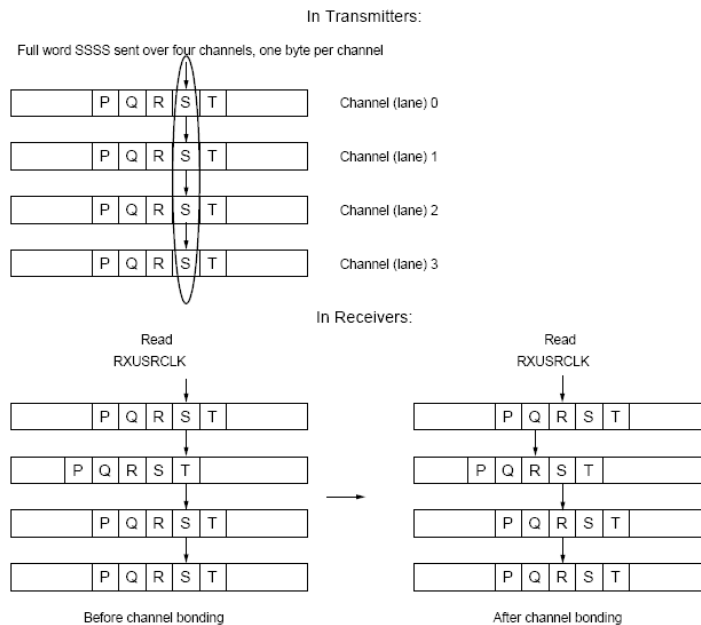 In Transmitters:
Full word SSSS sent over four channels, one byte per channel
P Q R S T Channel (lane) 0
P Q R S T Channel (lane) 1
P Q R S T Channel (lane) 2
P Q R S T Channel (lane) 3
In Receivers:
Read
RXUSRCLK
P Q R S T
P Q R S T
P Q R S T
P Q R S T
Before channel bonding
Read
RXUSRCLK
P Q R S T
P Q R S T
P Q R S T
P Q R S T
After channel bonding